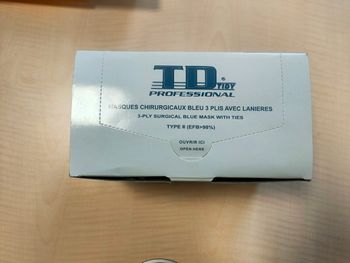 TD® TIDY
PROFESSIONAL
MASQUES CHIRURGICAUX BLEU 3 PLIS AVEC LANIERES
3-PLY SURGICAL BLUE MASK WITH TIES
TYPE II (EFB>98%)
OUVRIR ICI
OPEN HERE